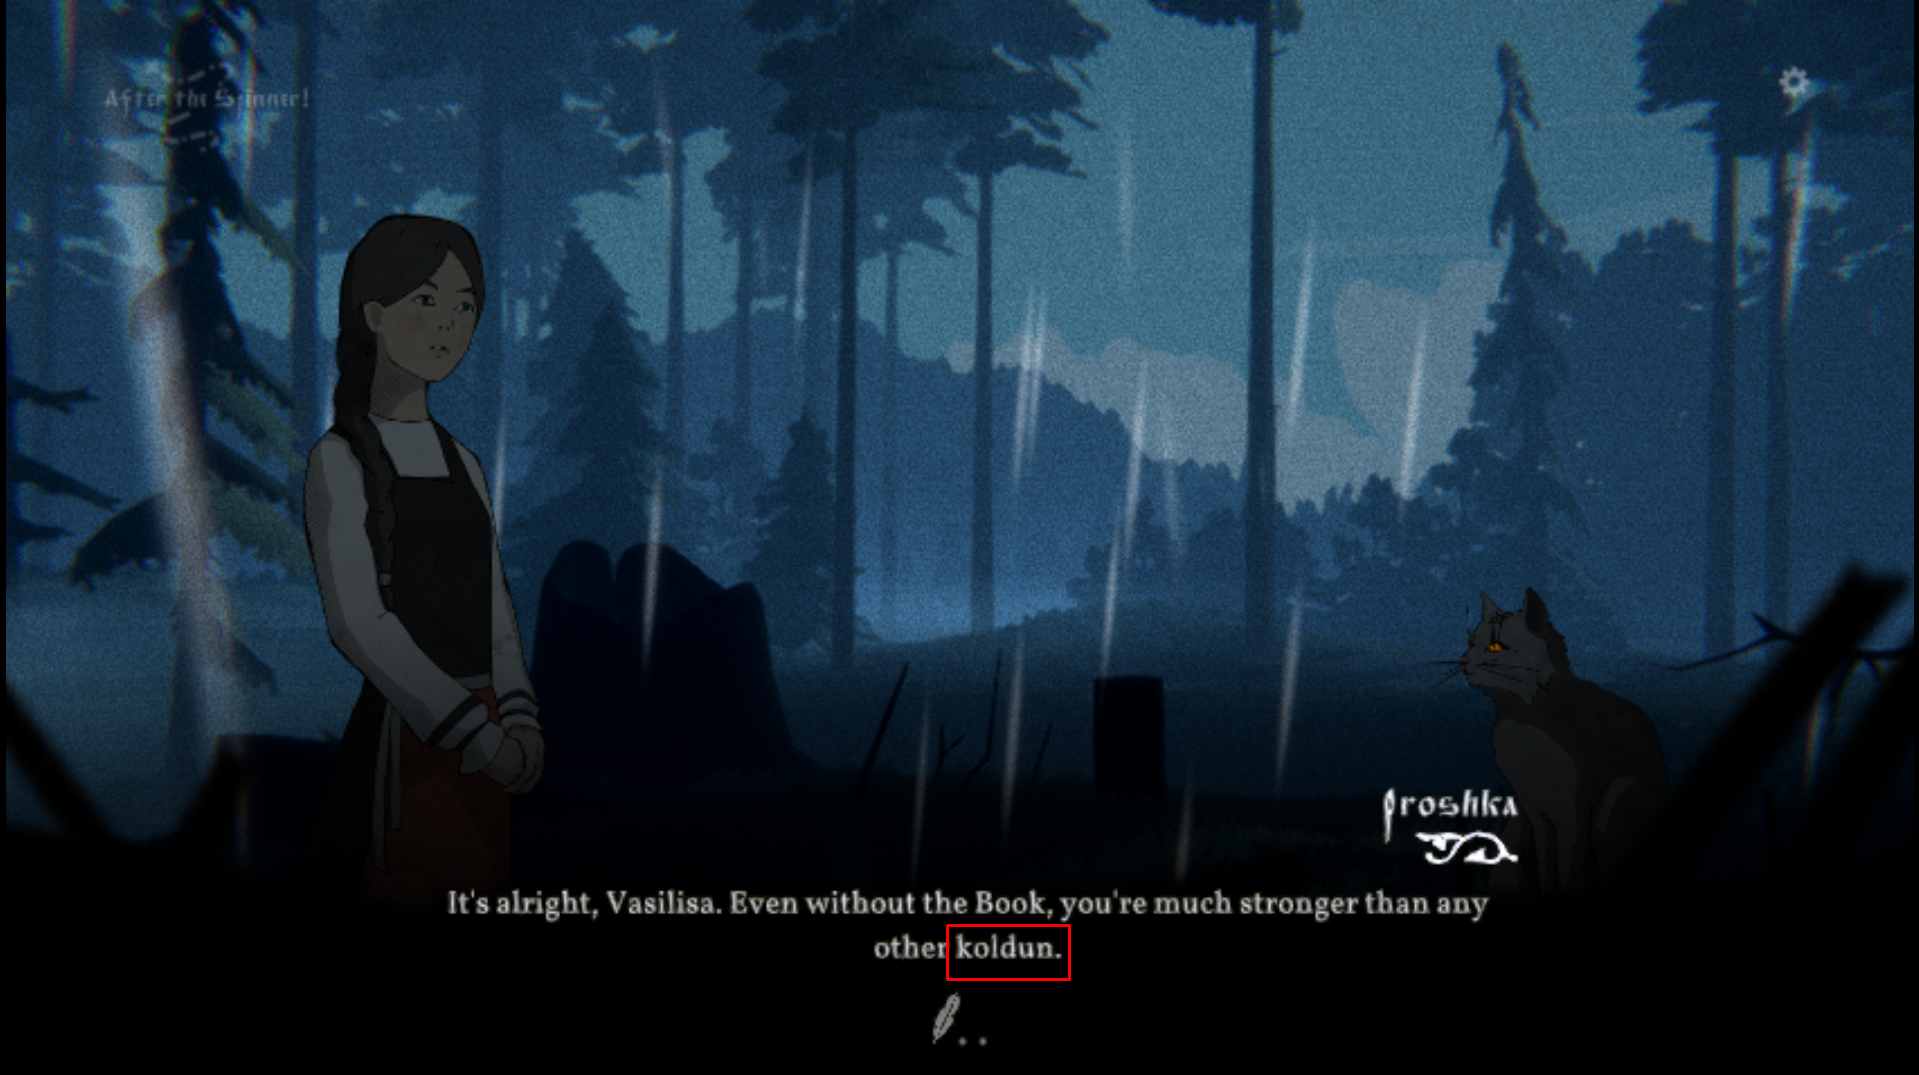 After the Spinner!
Proshka
It's alright, Vasilisa. Even without the Book, you're much stronger than any
other koldun.